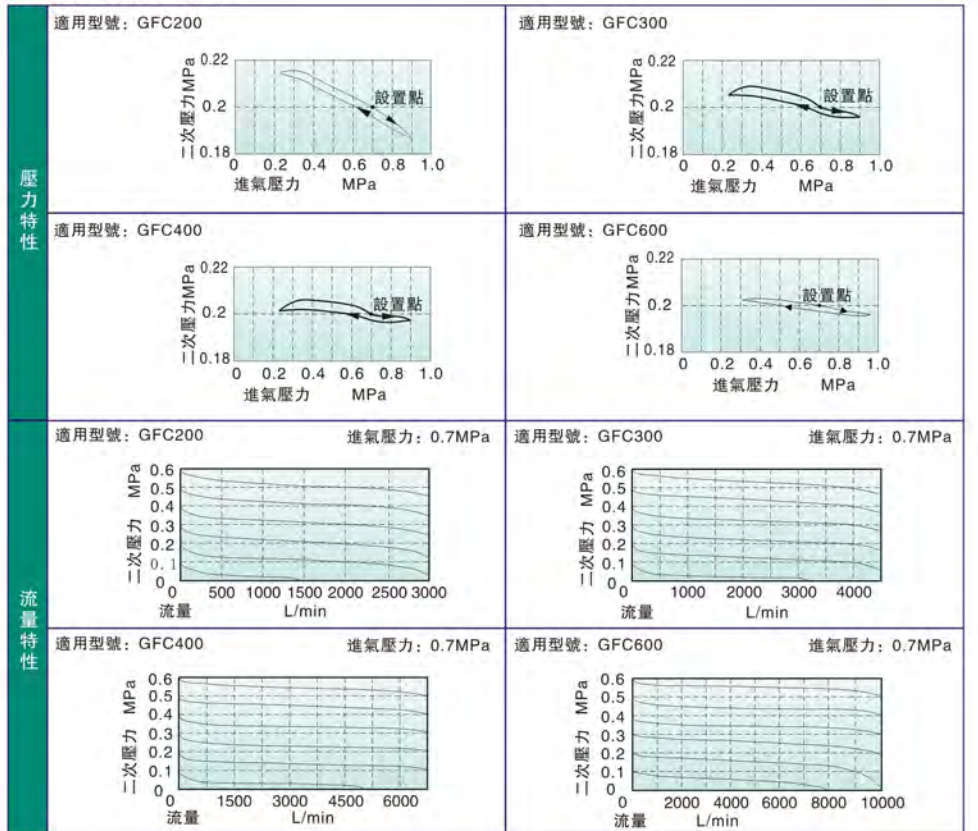 壓力特性
適用型號: GFC200
二次壓力MPa
0.22
0.2
0.18
設置點
0 0.2 0.4 0.6 0.8 1.0
進氣壓力 MPa
適用型號: GFC300
二次壓力MPa
0.22
0.2
0.18
設置點
0 0.2 0.4 0.6 0.8 1.0
進氣壓力 MPa
適用型號: GFC400
二次壓力MPa
0.22
0.2
0.18
設置點
0 0.2 0.4 0.6 0.8 1.0
進氣壓力 MPa
適用型號: GFC600
二次壓力MPa
0.22
0.2
0.18
設置點
0 0.2 0.4 0.6 0.8 1.0
進氣壓力 MPa
流量特性
適用型號: GFC200 進氣壓力: 0.7MPa
二次壓力 MPa
0.6
0.5
0.4
0.3
0.2
0.1
0
0 500 1000 1500 2000 2500 3000
流量 L/min
適用型號: GFC300 進氣壓力: 0.7MPa
二次壓力 MPa
0.6
0.5
0.4
0.3
0.2
0.1
0
0 1000 2000 3000 4000
流量 L/min
適用型號: GFC400 進氣壓力: 0.7MPa
二次壓力 MPa
0.6
0.5
0.4
0.3
0.2
0.1
0
0 1500 3000 4500 6000
流量 L/min
適用型號: GFC600 進氣壓力: 0.7MPa
二次壓力 MPa
0.6
0.5
0.4
0.3
0.2
0.1
0
0 2000 4000 6000 8000 10000
流量 L/min